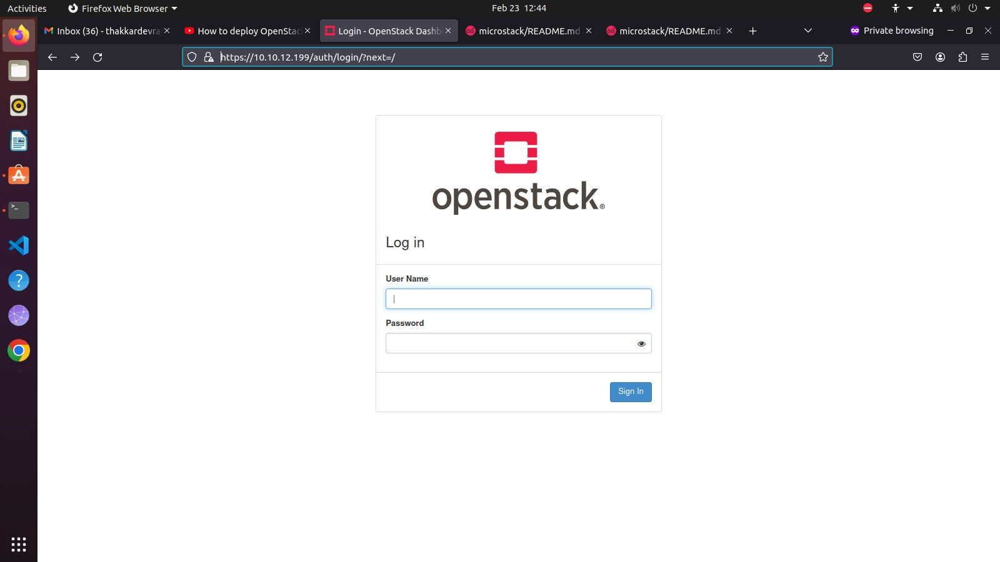 Activities
Firefox Web Browser
Feb 23 12:44
Inbox (36) - thakkardevra
How to deploy OpenStac
Login - OpenStack Dashb
microstack/README.md
microstack/README.md
Private browsing
https://10.10.12.199/auth/login/?next=/
openstack®
Log in
User Name
Password
Sign In